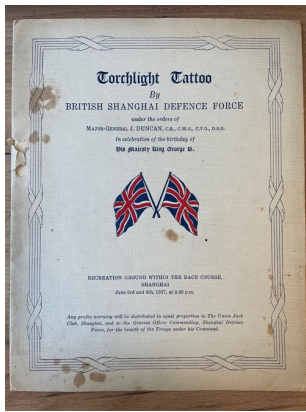 Torchlight Tattoo
By
BRITISH SHANGHAI DEFENCE FORCE
under the orders of
MAJOR-GENERAL J. DUNCAN, C.B., C.M.G., C.V.O., D.S.O.
In celebration of the birthday of
His Majesty King George V.
RECREATION GROUND WITHIN THE RACE COURSE,
SHANGHAI
June 3rd and 4th, 1927, at 9.30 p.m.
Any profits accruing will be distributed in equal proportion to The Union Jack
Club, Shanghai, and to the General Officer Commanding, Shanghai Defence
Force, for the benefit of the Troops under his Command.